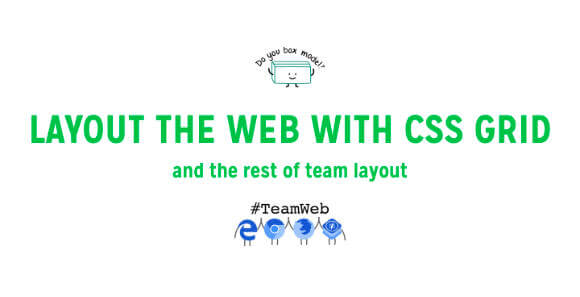 Do you box model?
LAYOUT THE WEB WITH CSS GRID
and the rest of team layout
#TeamWeb